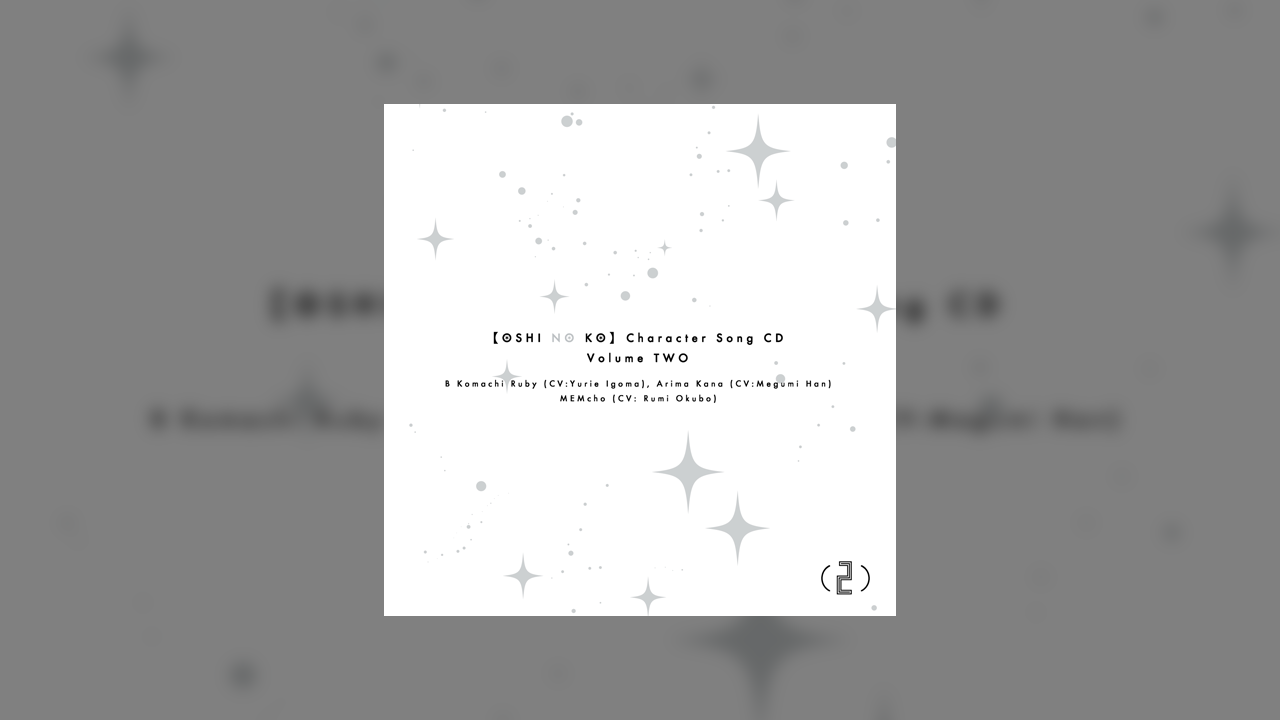 【OSHI NO KO】 Character Song CD
Volume TWO
B Komachi Ruby (CV:Yurie Igoma), Arima Kana (CV:Megumi Han)
MEMcho (CV: Rumi Okubo)
(2)